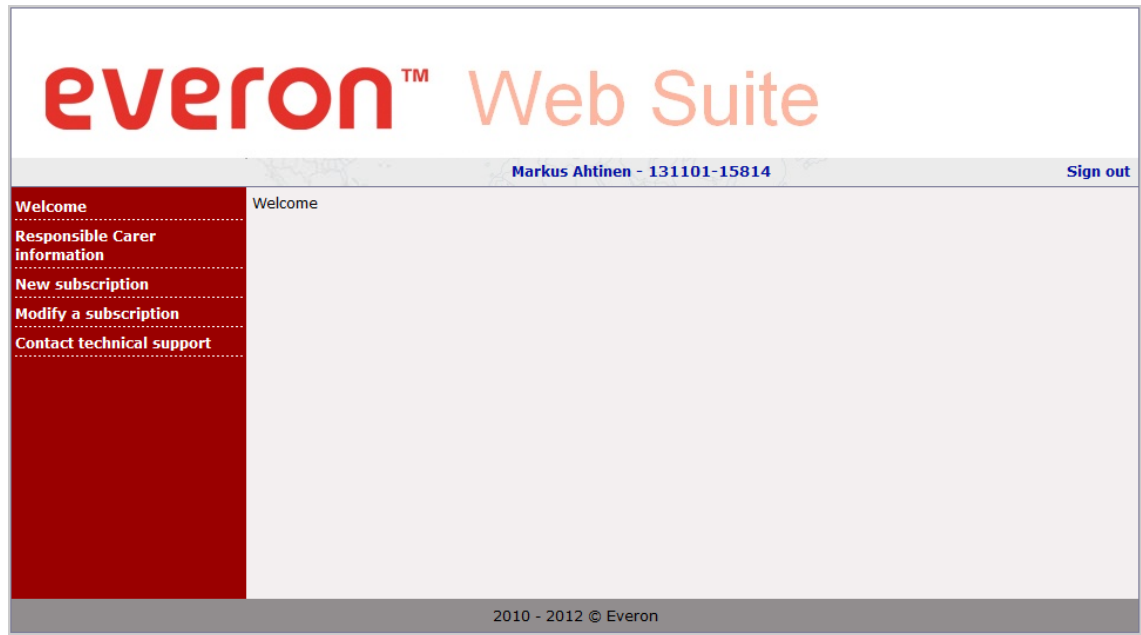 everon™ Web Suite
Markus Ahtinen - 131101-15814 Sign out
Welcome
Responsible Carer
information
New subscription
Modify a subscription
Contact technical support
Welcome
2010 - 2012 © Everon